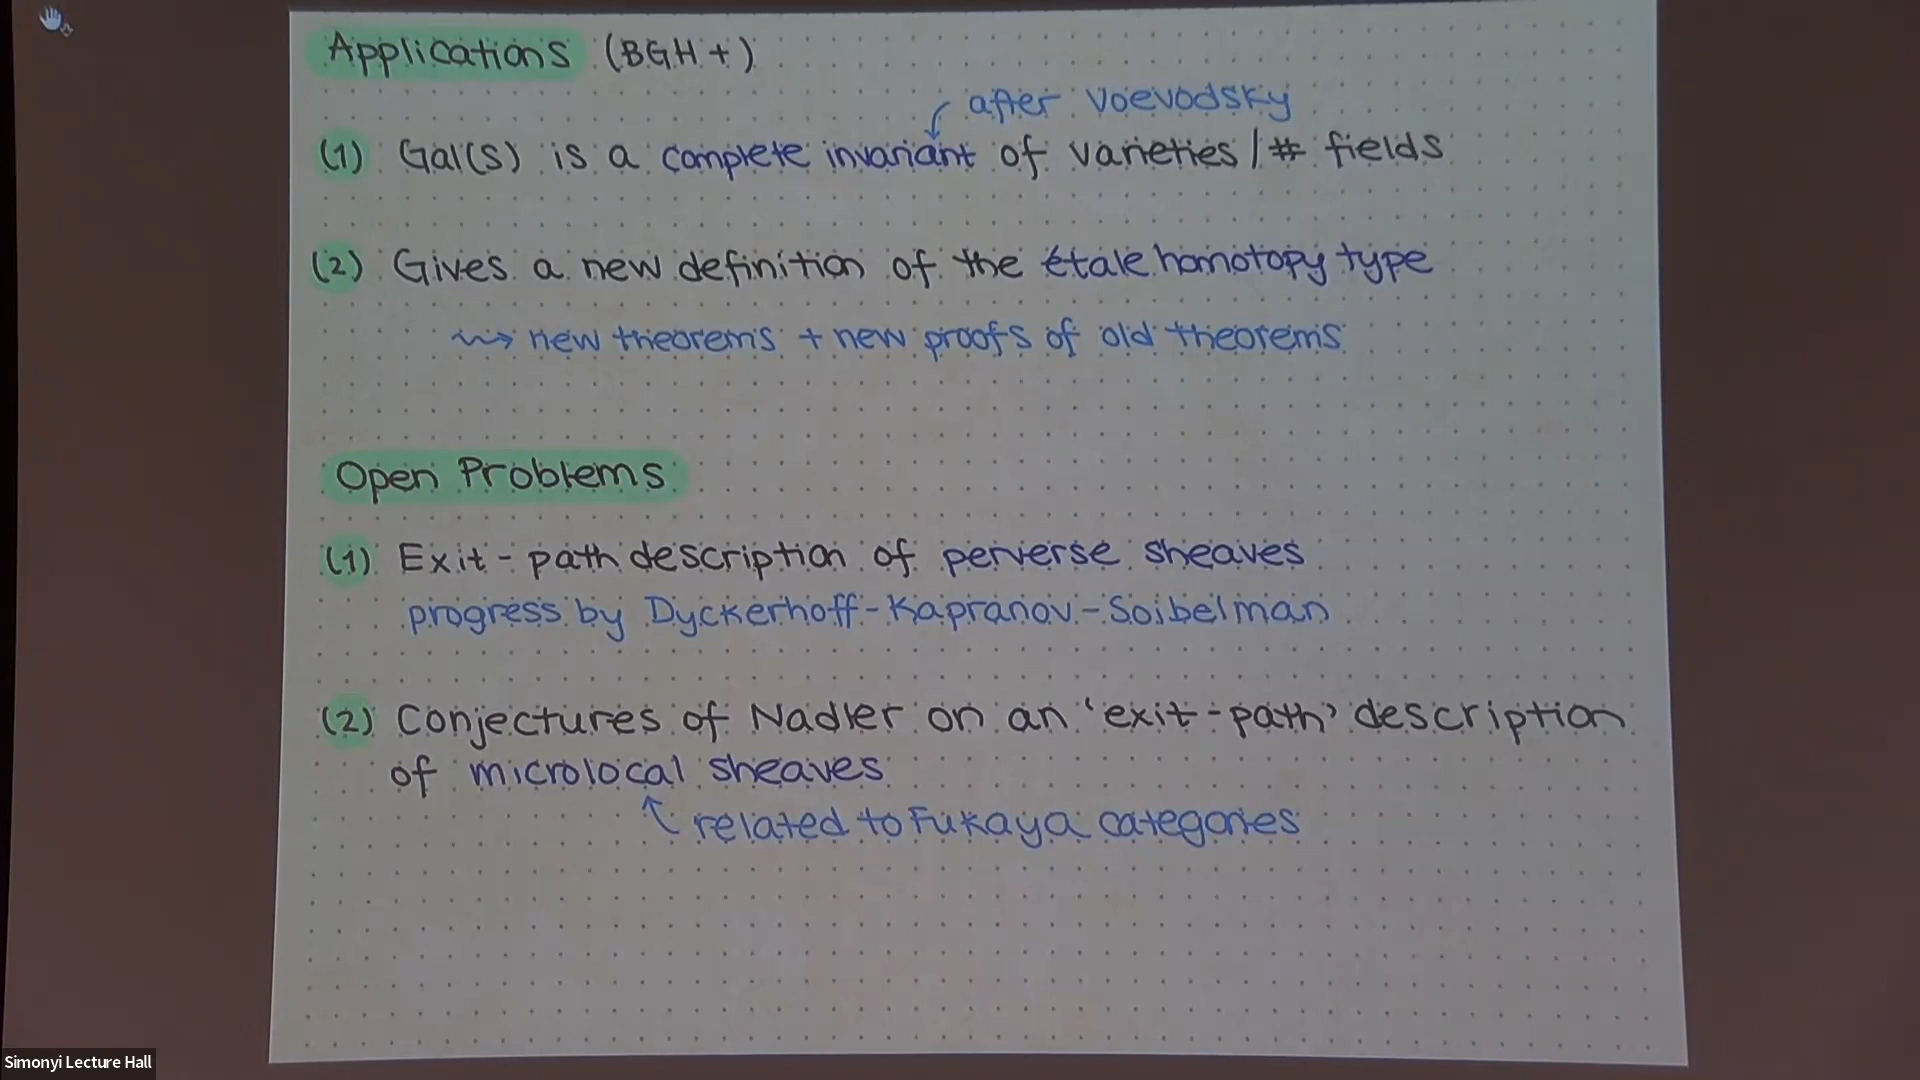 Applications (BGH+)
after Voevodsky
(1) Gal(S) is a complete invariant of varieties / # fields
(2) Gives a new definition of the étale homotopy type
⇝ new theorems + new proofs of old theorems
Open Problems
(1) Exit-path description of perverse sheaves
progress by Dyckerhoff-Kapranov-Soibelman
(2) Conjectures of Nadler on an 'exit-path' description
of microlocal sheaves
related to Fukaya categories
Simonyi Lecture Hall